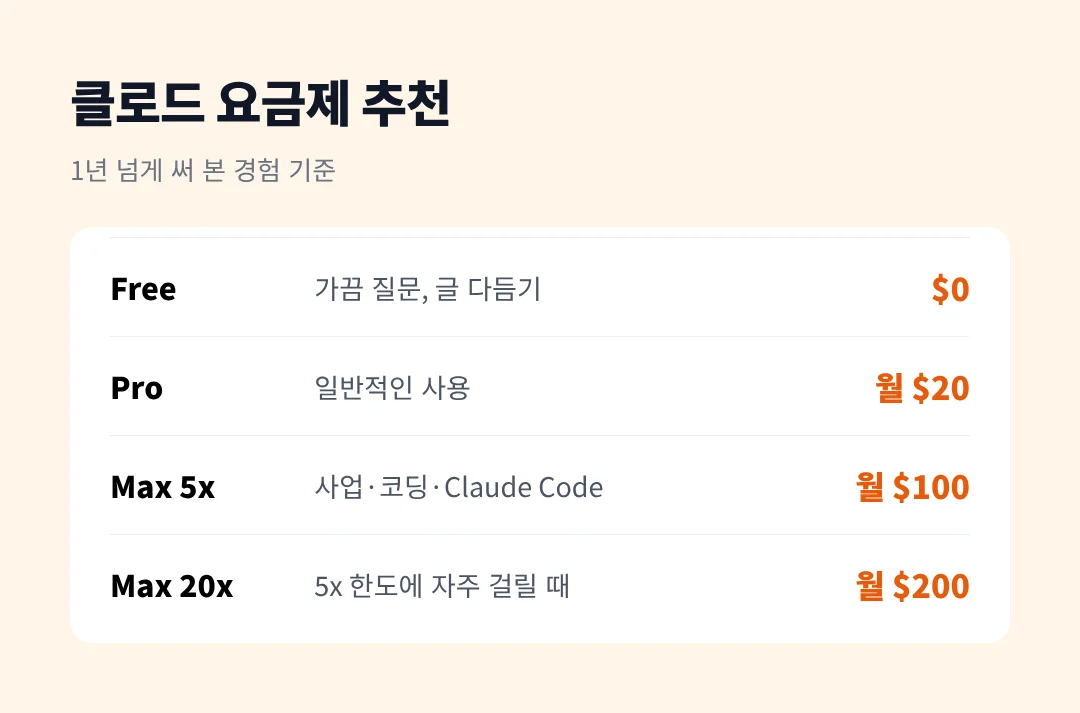 클로드 요금제 추천
1년 넘게 써 본 경험 기준
Free 가끔 질문, 글 다듬기 $0
Pro 일반적인 사용 월 $20
Max 5x 사업·코딩·Claude Code 월 $100
Max 20x 5x 한도에 자주 걸릴 때 월 $200